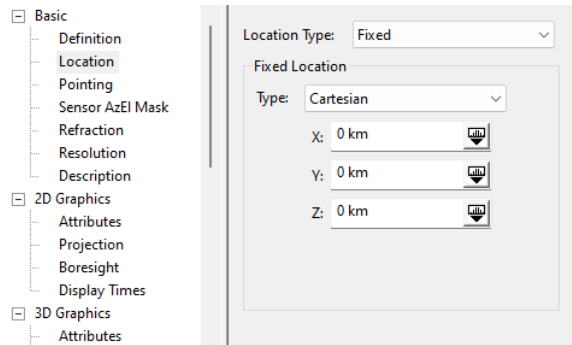 Basic
Definition
Location
Pointing
Sensor AzEl Mask
Refraction
Resolution
Description
2D Graphics
Attributes
Projection
Boresight
Display Times
3D Graphics
Attributes
Location Type: Fixed
Fixed Location
Type: Cartesian
X: 0 km
Y: 0 km
Z: 0 km